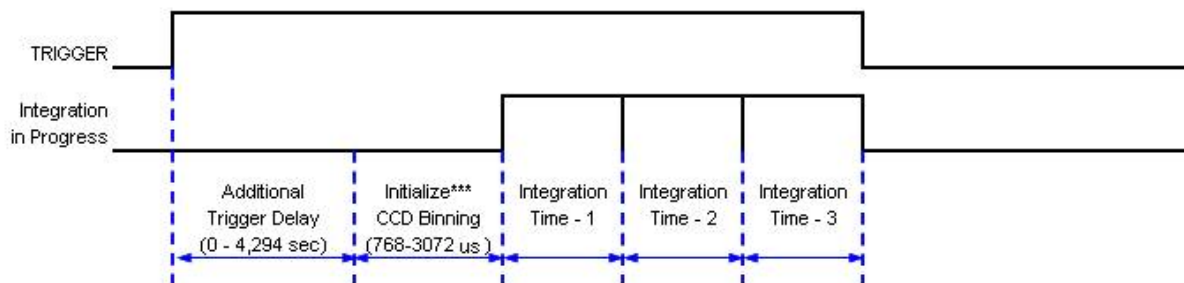 TRIGGER
Integration
in Progress
Additional
Trigger Delay
(0 - 4,294 sec)
Initialize***
CCD Binning
(768-3072 us )
Integration
Time - 1
Integration
Time - 2
Integration
Time - 3